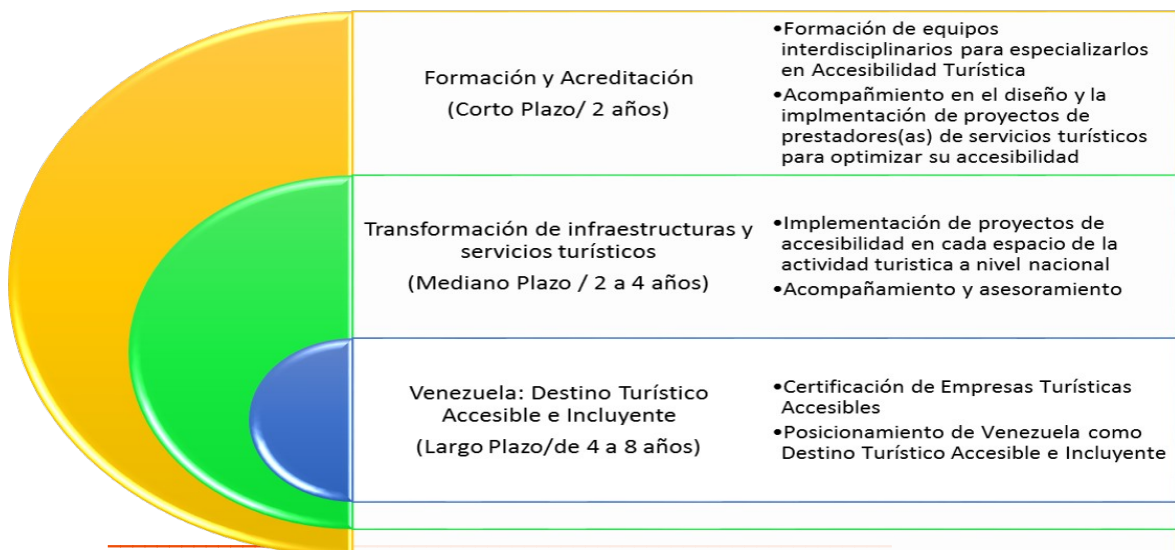 Formación y Acreditación
(Corto Plazo/ 2 años)
•Formación de equipos
interdisciplinarios para especializarlos
en Accesibilidad Turística
•Acompañmiento en el diseño y la
implmentación de proyectos de
prestadores(as) de servicios turísticos
para optimizar su accesibilidad
Transformación de infraestructuras y
servicios turísticos
(Mediano Plazo / 2 a 4 años)
•Implementación de proyectos de
accesibilidad en cada espacio de la
actividad turistica a nivel nacional
•Acompañamiento y asesoramiento
Venezuela: Destino Turístico
Accesible e Incluyente
(Largo Plazo/de 4 a 8 años)
•Certificación de Empresas Turísticas
Accesibles
•Posicionamiento de Venezuela como
Destino Turístico Accesible e Incluyente